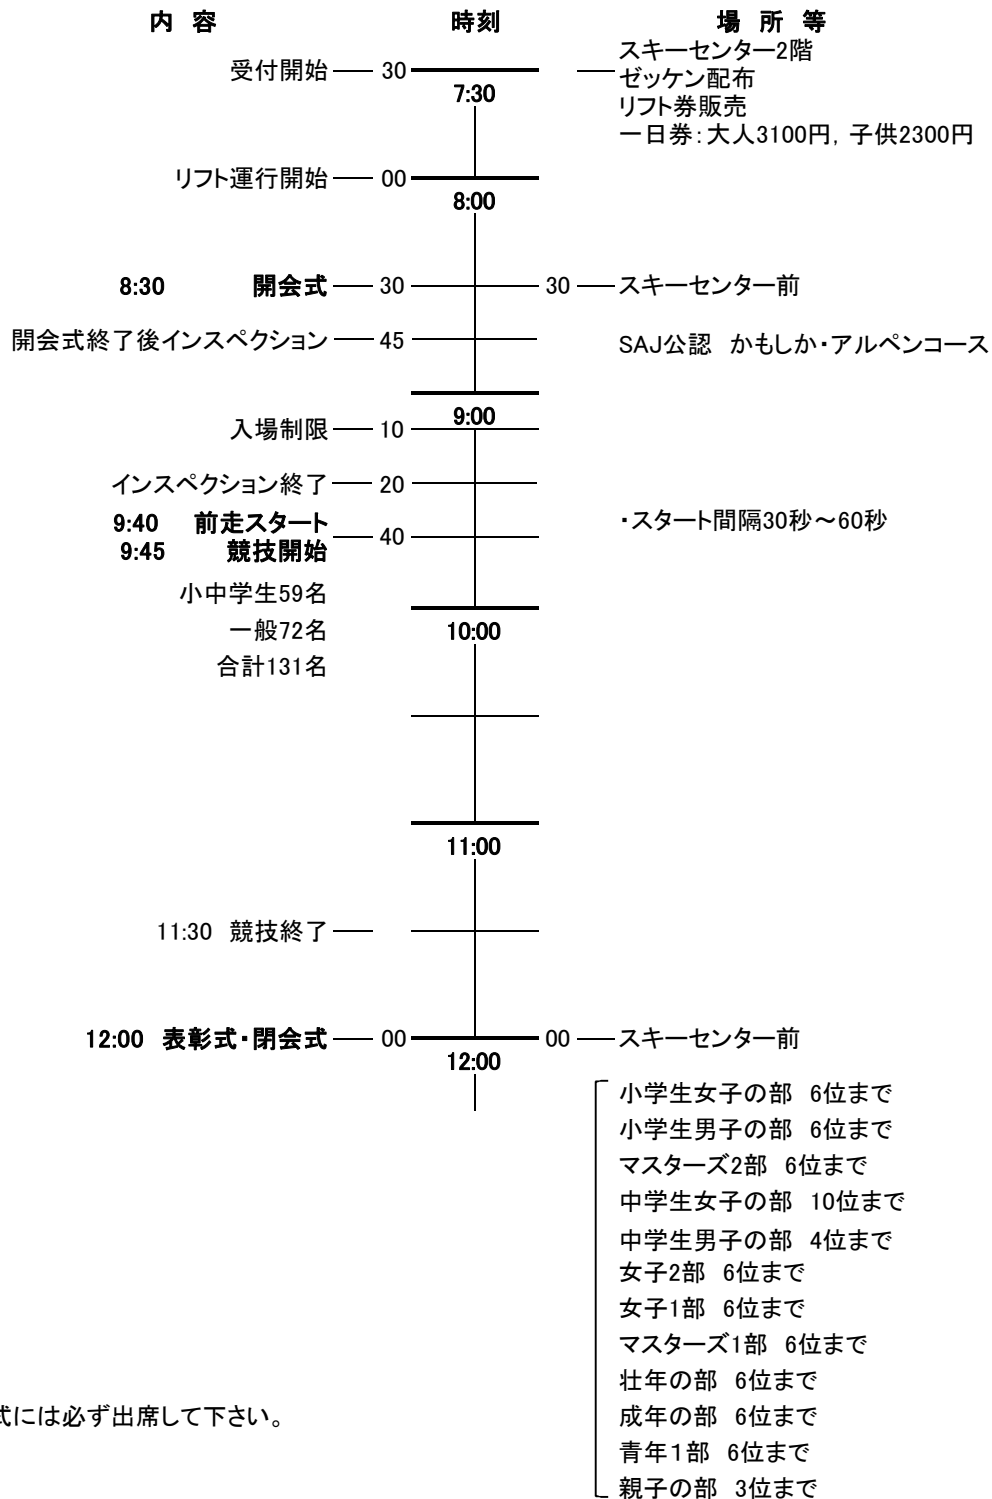 内 容 時刻 場 所 等
スキーセンター2階
受付開始 30
ゼッケン配布
7:30
リフト券販売
一日券：大人3100円，子供2300円
リフト運行開始 00
8:00
8:30 開会式 30 30 スキーセンター前
開会式終了後インスペクション 45
SAJ公認 かもしか・アルペンコース
9:00
入場制限 10
インスペクション終了 20
9:40 前走スタート
・スタート間隔30秒～60秒
40
9:45 競技開始
小中学生59名
一般72名
10:00
合計131名
11:00
11:30 競技終了
12:00 表彰式・閉会式 00 00 スキーセンター前
12:00
小学生女子の部 6位まで
小学生男子の部 6位まで
マスターズ2部 6位まで
中学生女子の部 10位まで
中学生男子の部 4位まで
女子2部 6位まで
女子1部 6位まで
マスターズ1部 6位まで
壮年の部 6位まで
成年の部 6位まで
式には必ず出席して下さい。
青年１部 6位まで
親子の部 3位まで